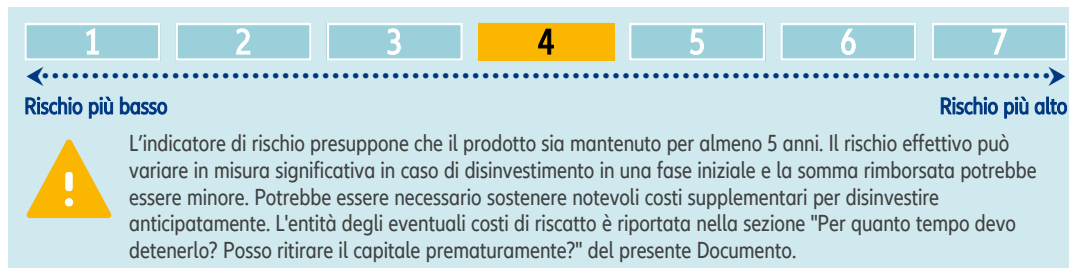 1 2 3 4 5 6 7
Rischio più basso Rischio più alto
L'indicatore di rischio presuppone che il prodotto sia mantenuto per almeno 5 anni. Il rischio effettivo può
variare in misura significativa in caso di disinvestimento in una fase iniziale e la somma rimborsata potrebbe
essere minore. Potrebbe essere necessario sostenere notevoli costi supplementari per disinvestire
anticipatamente. L'entità degli eventuali costi di riscatto è riportata nella sezione "Per quanto tempo devo
detenerlo? Posso ritirare il capitale prematuramente?" del presente Documento.